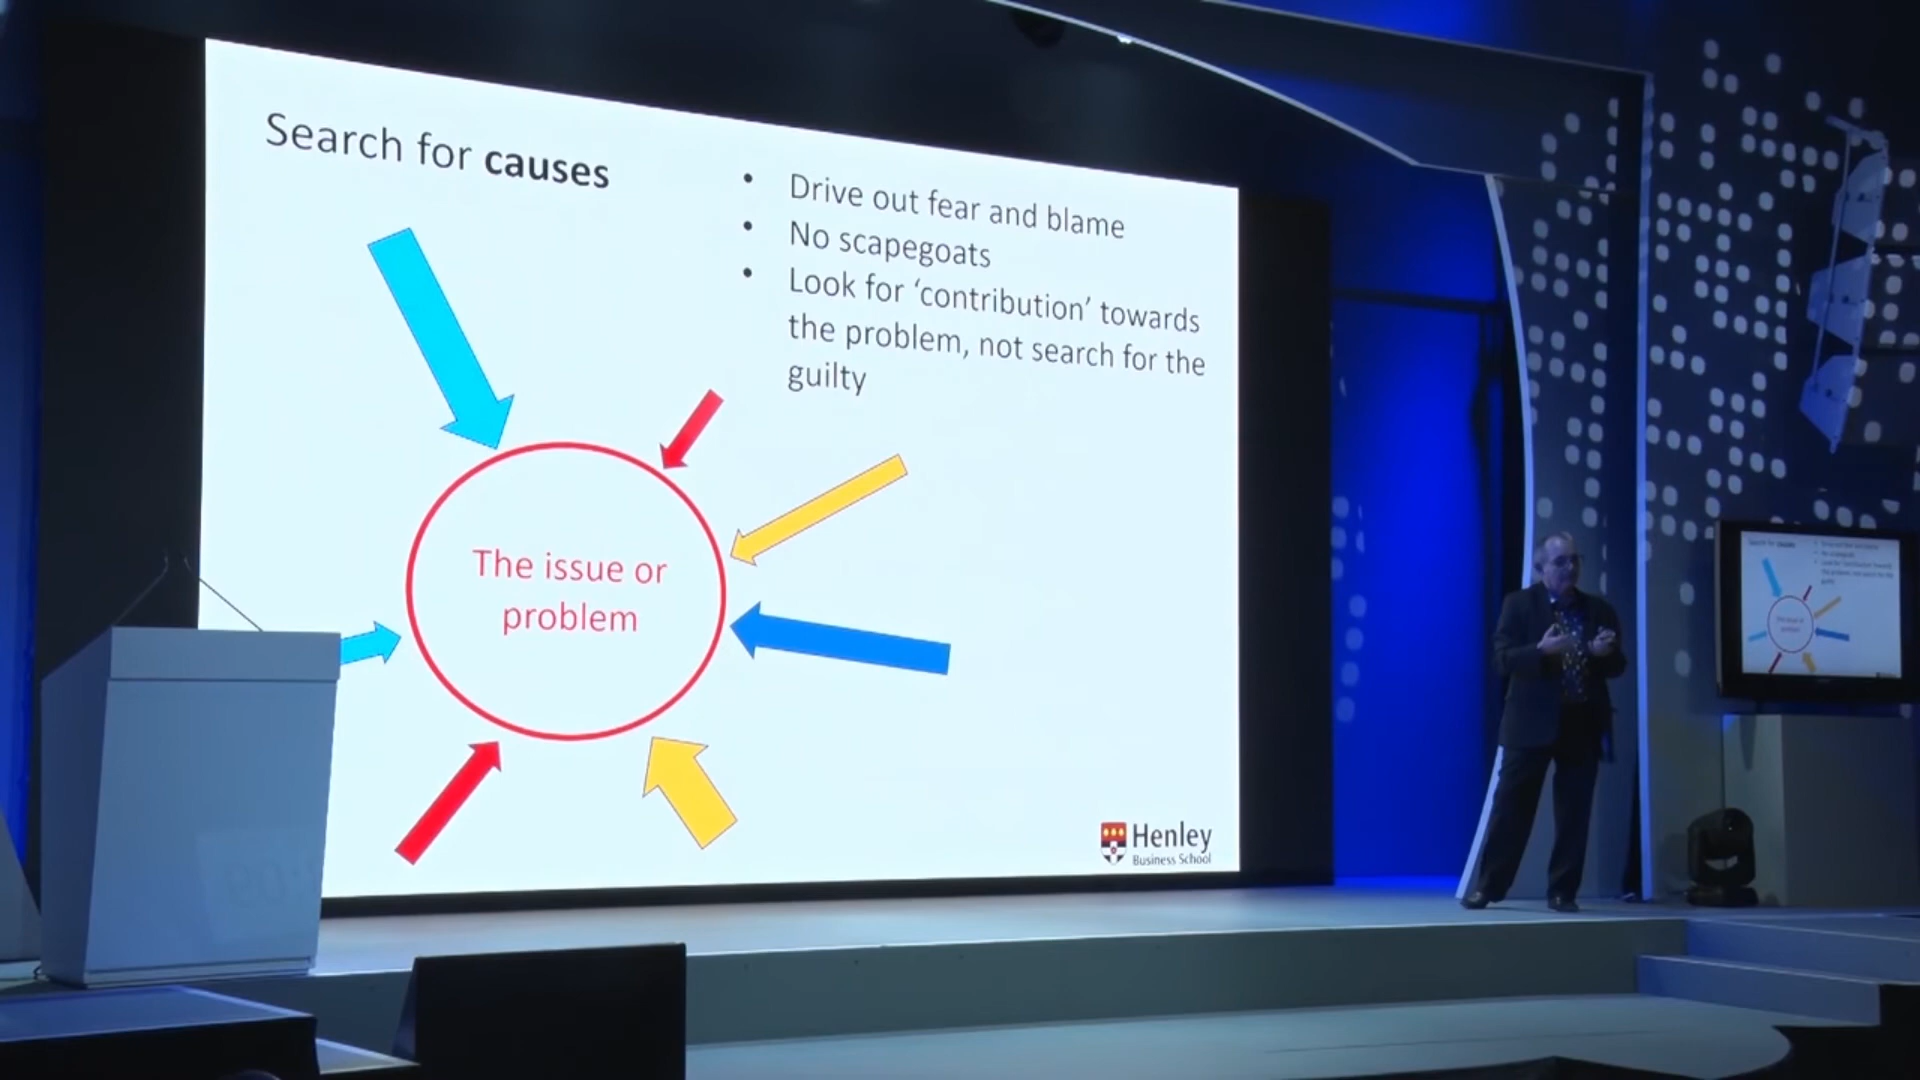 Search for causes
• Drive out fear and blame
• No scapegoats
• Look for ‘contribution’ towards
the problem, not search for the
guilty
The issue or
problem
Henley
Business School